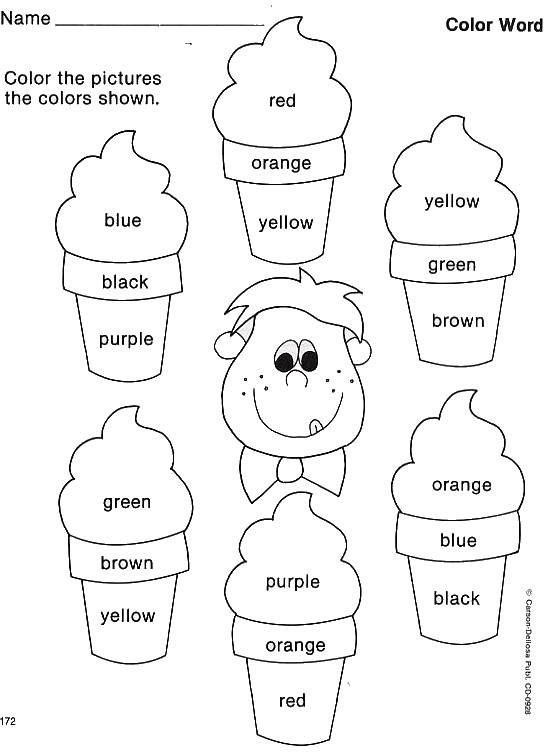 Name
Color Word
Color the pictures
the colors shown.
red
orange
yellow
blue
black
purple
yellow
green
brown
green
brown
yellow
orange
blue
black
purple
orange
red
© Carson-Dellosa Publ. CD-0928
172